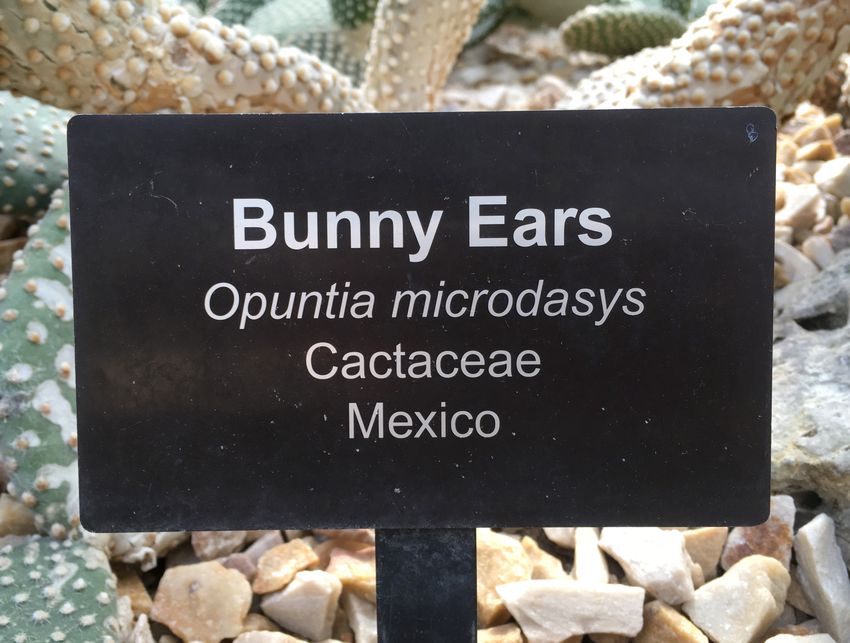 Bunny Ears
Opuntia microdasys
Cactaceae
Mexico